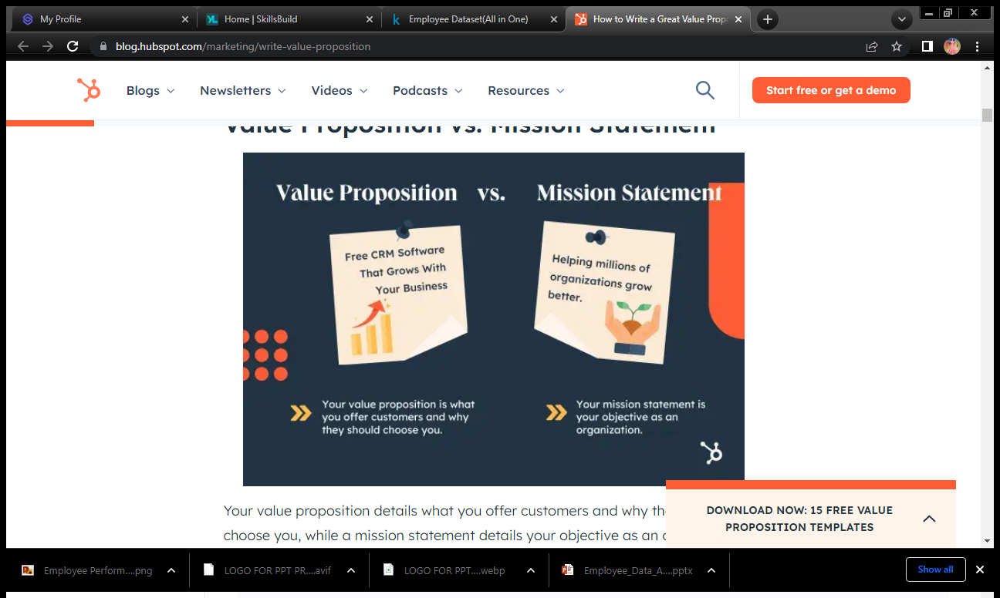 My Profile
Home | SkillsBuild
Employee Dataset(All in One)
How to Write a Great Value Prop
blog.hubspot.com/marketing/write-value-proposition
Blogs
Newsletters
Videos
Podcasts
Resources
Start free or get a demo
Value Proposition vs. Mission Statement
Value Proposition vs. Mission Statement
Free CRM Software
That Grows With
Your Business
Helping millions of
organizations grow
better.
Your value proposition is what
you offer customers and why
they should choose you.
Your mission statement is
your objective as an
organization.
Your value proposition details what you offer customers and why
choose you, while a mission statement details your objective as an
DOWNLOAD NOW: 15 FREE VALUE
PROPOSITION TEMPLATES
Employee Perform....png
LOGO FOR PPT PR....avif
LOGO FOR PPT....webp
Employee_Data_A....pptx
Show all